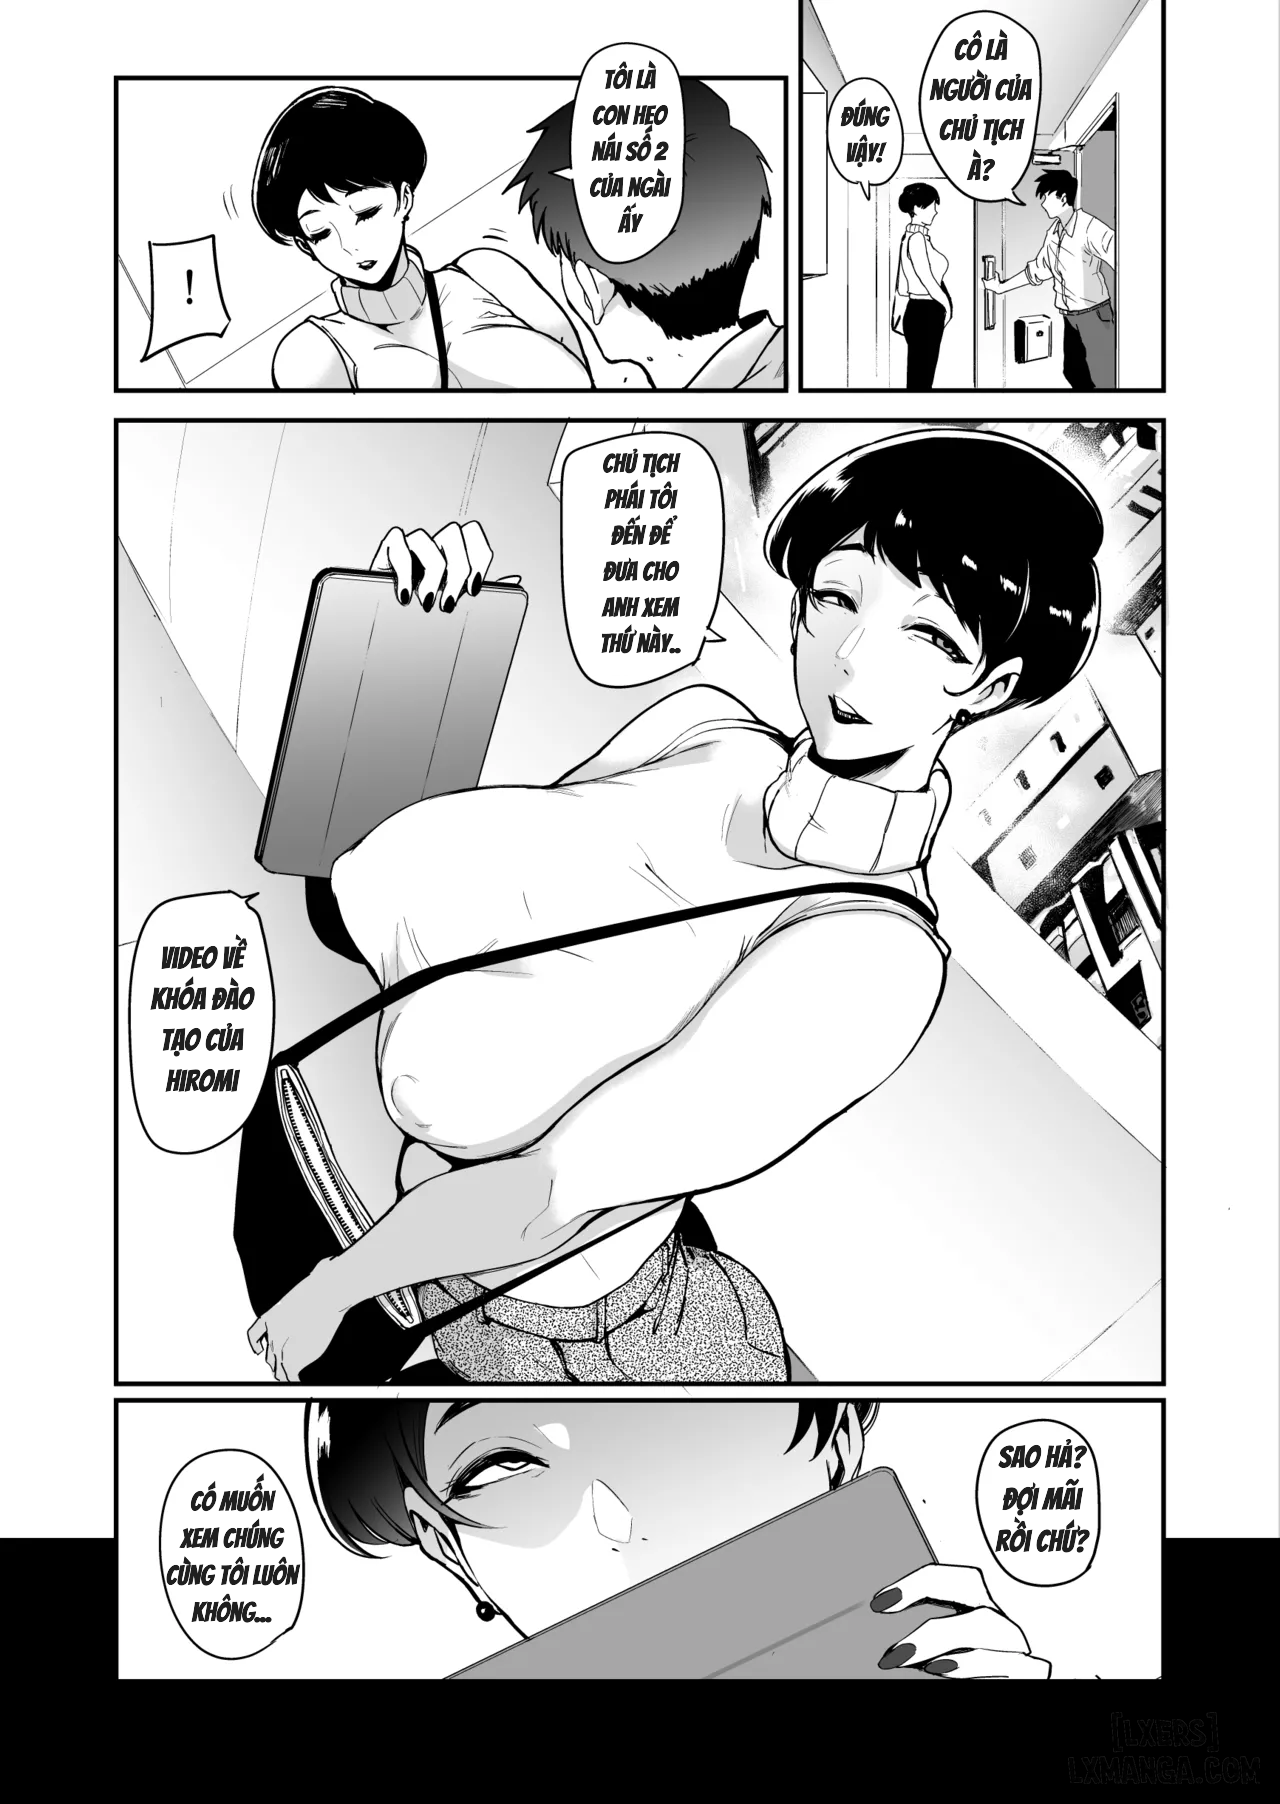 CÔ LÀ
NGƯỜI CỦA
CHỦ TỊCH
À?
ĐÚNG
VẬY!
TÔI LÀ
CON HẸO
NÁI SỐ 2
CỦA NGÀI
ẤY
!
CHỦ TỊCH
PHÁI TÔI
ĐẾN ĐỂ
ĐƯA CHO
ANH XEM
THỨ NÀY..
VIDEO VỀ
KHÓA ĐÀO
TẠO CỦA
HIROMI
SAO HẢ?
ĐỢI MÃI
RỒI CHỨ?
CÓ MUỐN
XEM CHÚNG
CÙNG TÔI LUÔN
KHÔNG...
[LXERS]
LXMANGA.COM